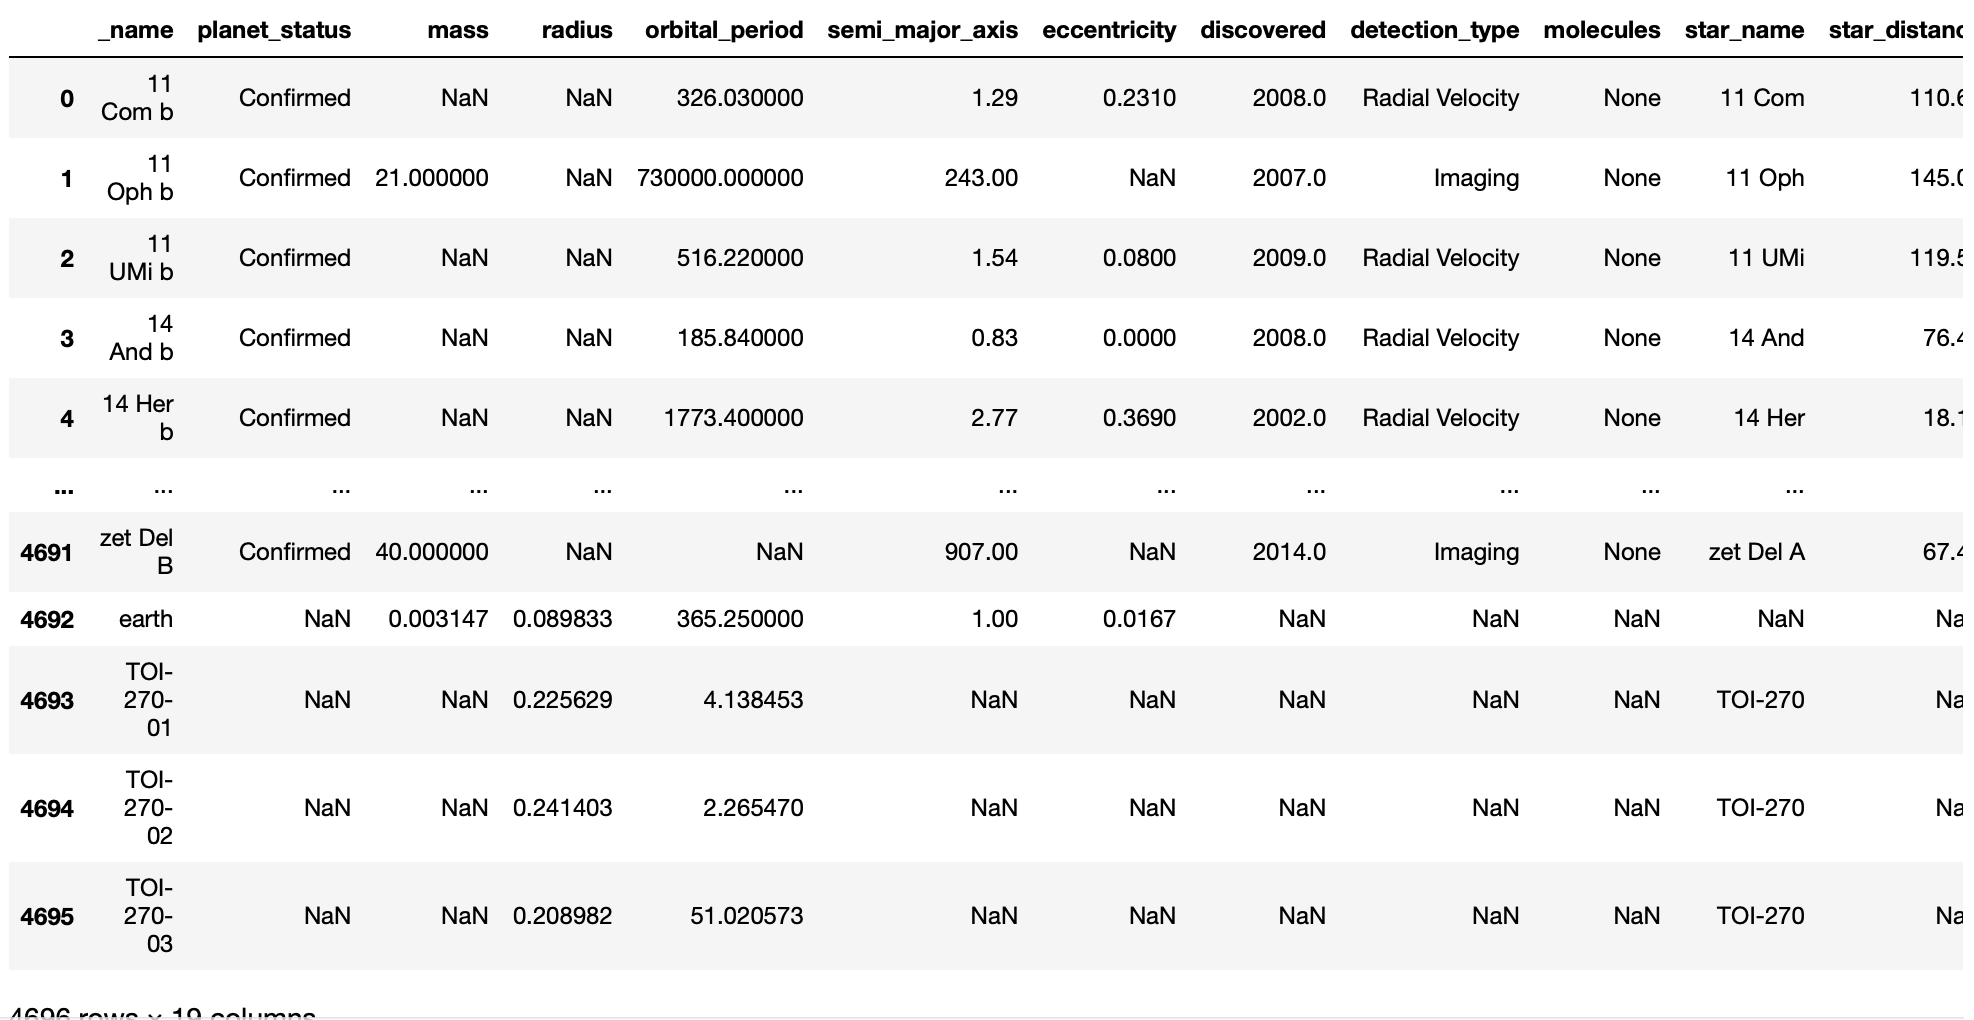 _name planet_status mass radius orbital_period semi_major_axis eccentricity discovered detection_type molecules star_name star_distanc
0 11 Com b Confirmed NaN NaN 326.030000 1.29 0.2310 2008.0 Radial Velocity None 11 Com 110.6
1 11 Oph b Confirmed 21.000000 NaN 730000.000000 243.00 NaN 2007.0 Imaging None 11 Oph 145.0
2 11 UMi b Confirmed NaN NaN 516.220000 1.54 0.0800 2009.0 Radial Velocity None 11 UMi 119.5
3 14 And b Confirmed NaN NaN 185.840000 0.83 0.0000 2008.0 Radial Velocity None 14 And 76.4
4 14 Her b Confirmed NaN NaN 1773.400000 2.77 0.3690 2002.0 Radial Velocity None 14 Her 18.1
... ... ... ... ... ... ... ... ... ... ... ...
4691 zet Del B Confirmed 40.000000 NaN NaN 907.00 NaN 2014.0 Imaging None zet Del A 67.4
4692 earth NaN 0.003147 0.089833 365.250000 1.00 0.0167 NaN NaN NaN NaN Na
4693 TOI-270-01 NaN NaN 0.225629 4.138453 NaN NaN NaN NaN NaN TOI-270 Na
4694 TOI-270-02 NaN NaN 0.241403 2.265470 NaN NaN NaN NaN NaN TOI-270 Na
4695 TOI-270-03 NaN NaN 0.208982 51.020573 NaN NaN NaN NaN NaN TOI-270 Na
4696 rows × 19 columns